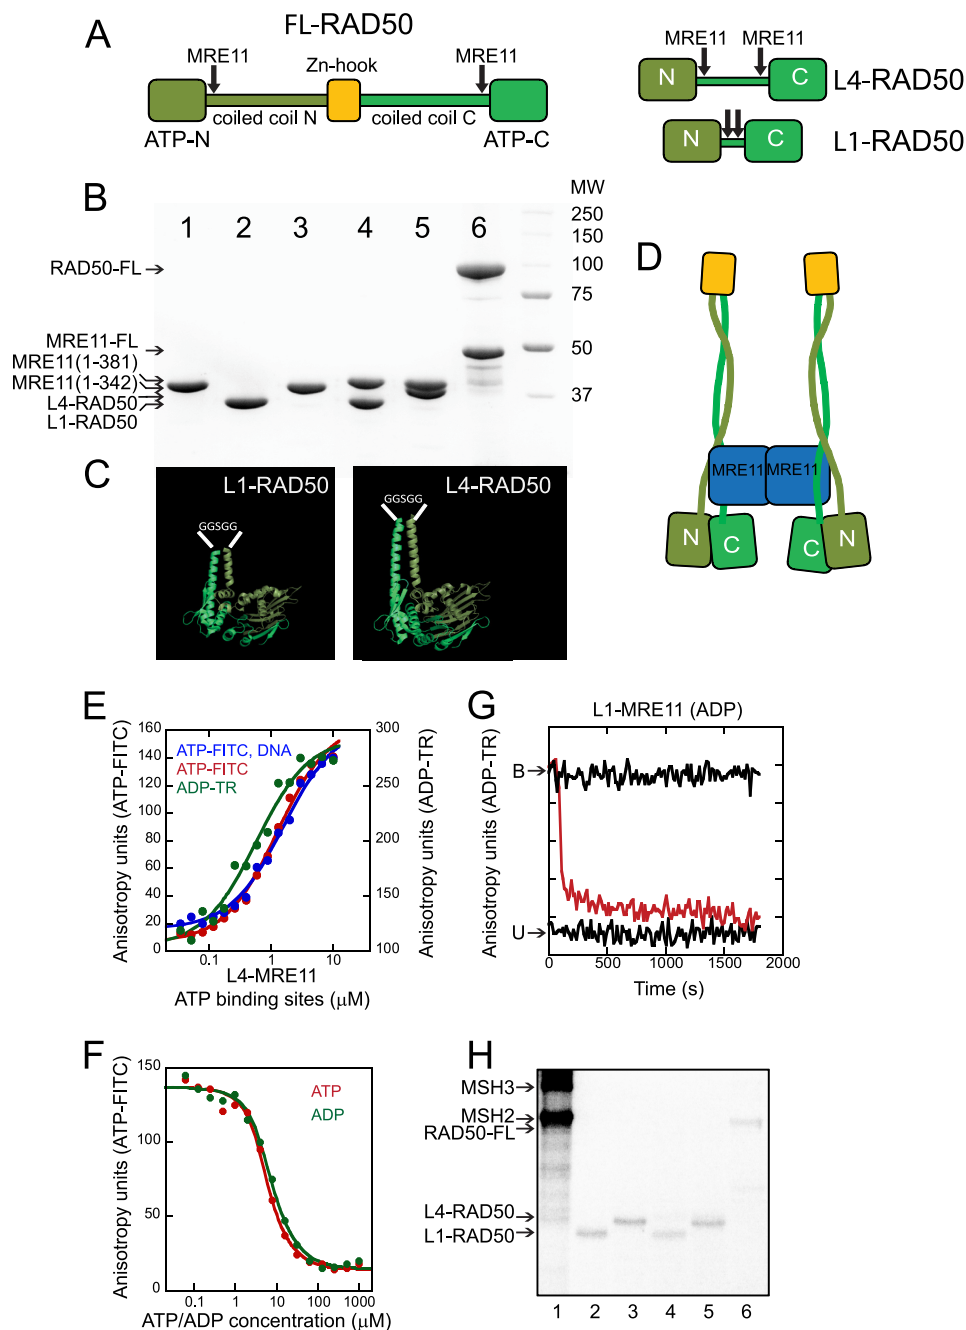 A
FL-RAD50
MRE11
Zn-hook
MRE11
coiled coil N
coiled coil C
ATP-N
ATP-C
MRE11 MRE11
N
C
L4-RAD50
N
C
L1-RAD50
B
1 2 3 4 5 6
MW
250
150
100
75
50
37
RAD50-FL
MRE11-FL
MRE11(1-381)
MRE11(1-342)
L4-RAD50
L1-RAD50
C
L1-RAD50
GGSGG
L4-RAD50
GGSGG
D
MRE11 MRE11
N
C
C
N
E
Anisotropy units (ATP-FITC)
160
140
120
100
80
60
40
20
0
ATP-FITC, DNA
ATP-FITC
ADP-TR
300
250
200
150
100
Anisotropy units (ADP-TR)
0.1 1 10
L4-MRE11
ATP binding sites (μM)
F
Anisotropy units (ATP-FITC)
150
100
50
0
ATP
ADP
0.1 1 10 100 1000
ATP/ADP concentration (μM)
G
L1-MRE11 (ADP)
Anisotropy units (ADP-TR)
B
U
0 500 1000 1500 2000
Time (s)
H
MSH3
MSH2
RAD50-FL
L4-RAD50
L1-RAD50
1 2 3 4 5 6